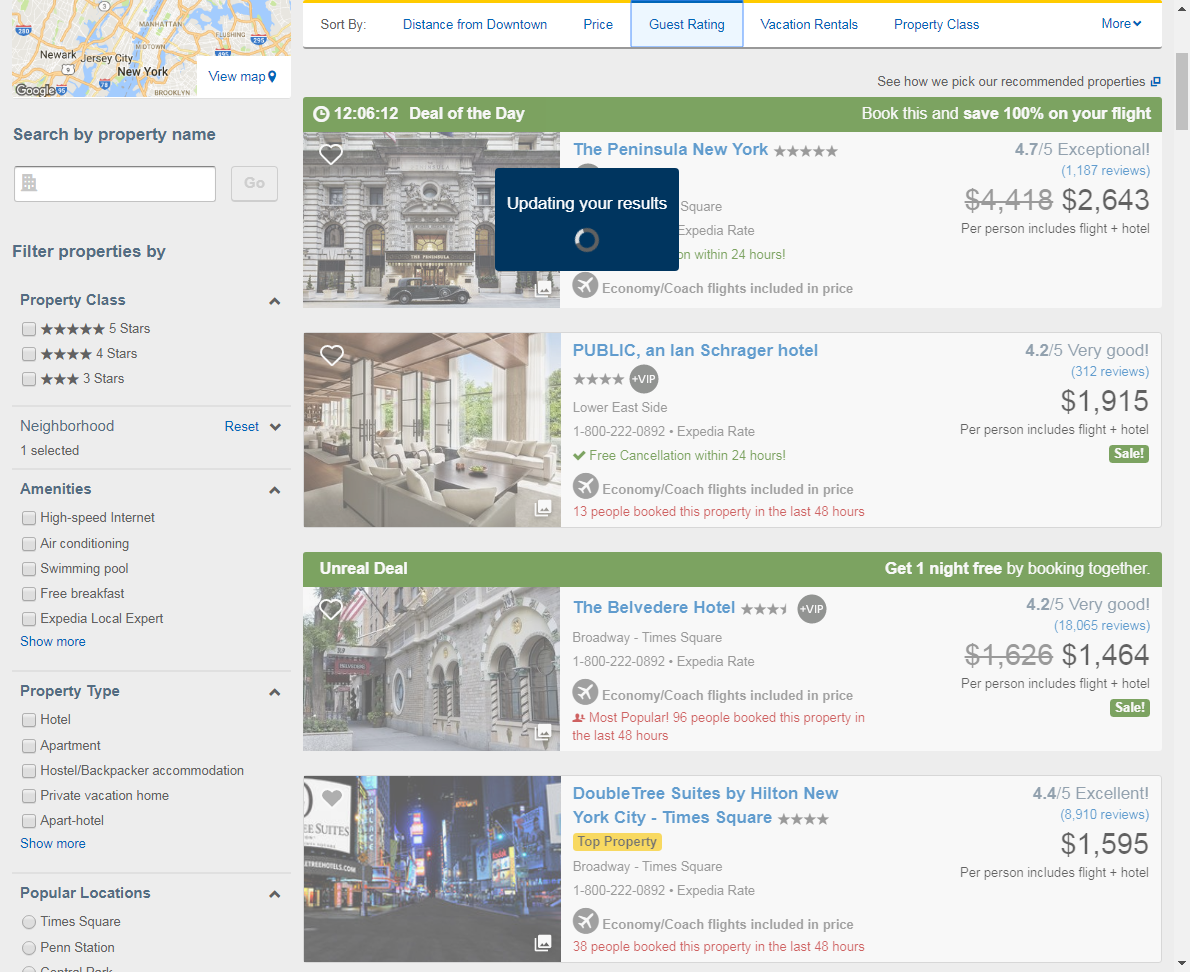 3
280
MANHATTAN
FLUSHING
295
MIDTOWN
495
Newark
Jersey City
9
New York
78
95
BROOKLYN
Google
View map
Search by property name
Go
Filter properties by
Property Class
5 Stars
4 Stars
3 Stars
Neighborhood Reset
1 selected
Amenities
High-speed Internet
Air conditioning
Swimming pool
Free breakfast
Expedia Local Expert
Show more
Property Type
Hotel
Apartment
Hostel/Backpacker accommodation
Private vacation home
Apart-hotel
Show more
Popular Locations
Times Square
Penn Station
Central Park
Sort By: Distance from Downtown Price Guest Rating Vacation Rentals Property Class More
See how we pick our recommended properties
12:06:12 Deal of the Day Book this and save 100% on your flight
THE PENINSULA
The Peninsula New York
4.7/5 Exceptional!
(1,187 reviews)
$4,418 $2,643
Per person includes flight + hotel
Updating your results
Square
Expedia Rate
on within 24 hours!
Economy/Coach flights included in price
PUBLIC, an Ian Schrager hotel
+VIP
Lower East Side
1-800-222-0892 • Expedia Rate
Free Cancellation within 24 hours!
Economy/Coach flights included in price
13 people booked this property in the last 48 hours
4.2/5 Very good!
(312 reviews)
$1,915
Per person includes flight + hotel
Sale!
Unreal Deal Get 1 night free by booking together.
BELVEDERE
The Belvedere Hotel +VIP
Broadway - Times Square
1-800-222-0892 • Expedia Rate
Economy/Coach flights included in price
Most Popular! 96 people booked this property in
the last 48 hours
4.2/5 Very good!
(18,065 reviews)
$1,626 $1,464
Per person includes flight + hotel
Sale!
EE SUITES
ETREEHOTELS.COM
DoubleTree Suites by Hilton New
York City - Times Square
Top Property
Broadway - Times Square
1-800-222-0892 • Expedia Rate
Economy/Coach flights included in price
38 people booked this property in the last 48 hours
4.4/5 Excellent!
(8,910 reviews)
$1,595
Per person includes flight + hotel